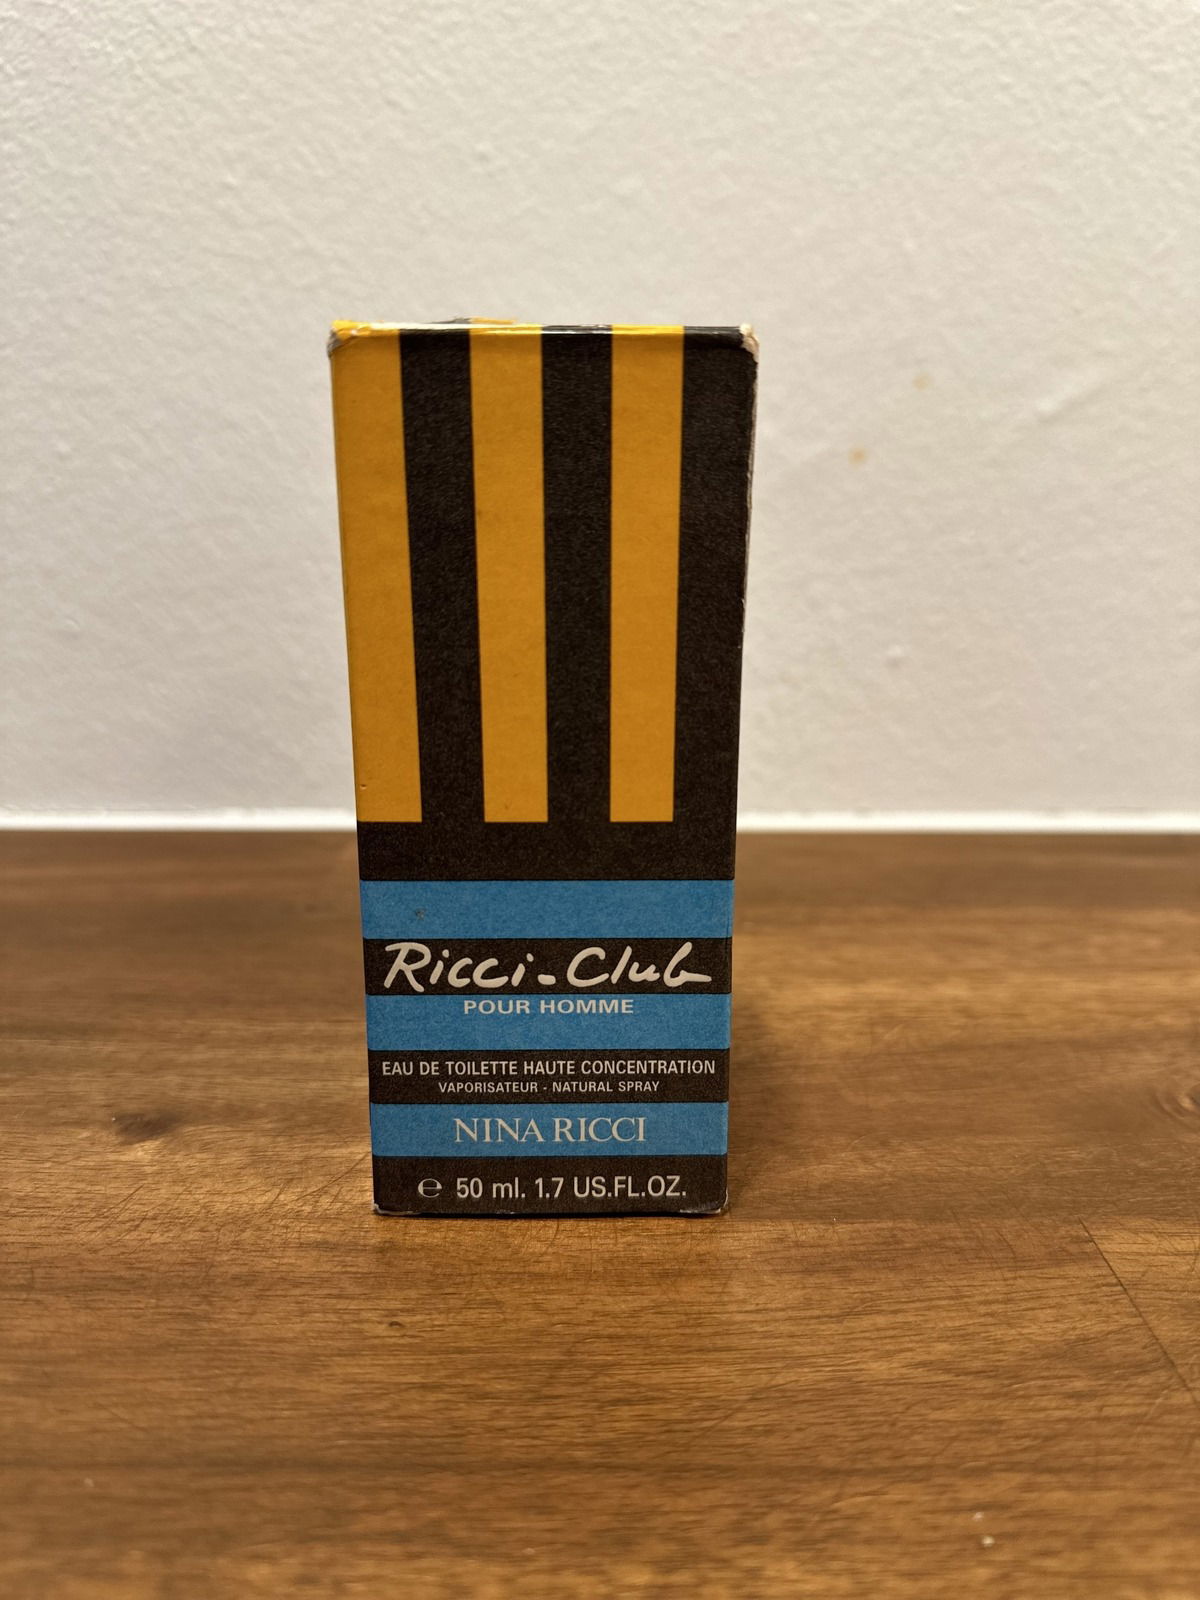 Ricci-Club
POUR HOMME
EAU DE TOILETTE HAUTE CONCENTRATION
VAPORISATEUR - NATURAL SPRAY
NINA RICCI
℮ 50 ml. 1.7 US.FL.OZ.